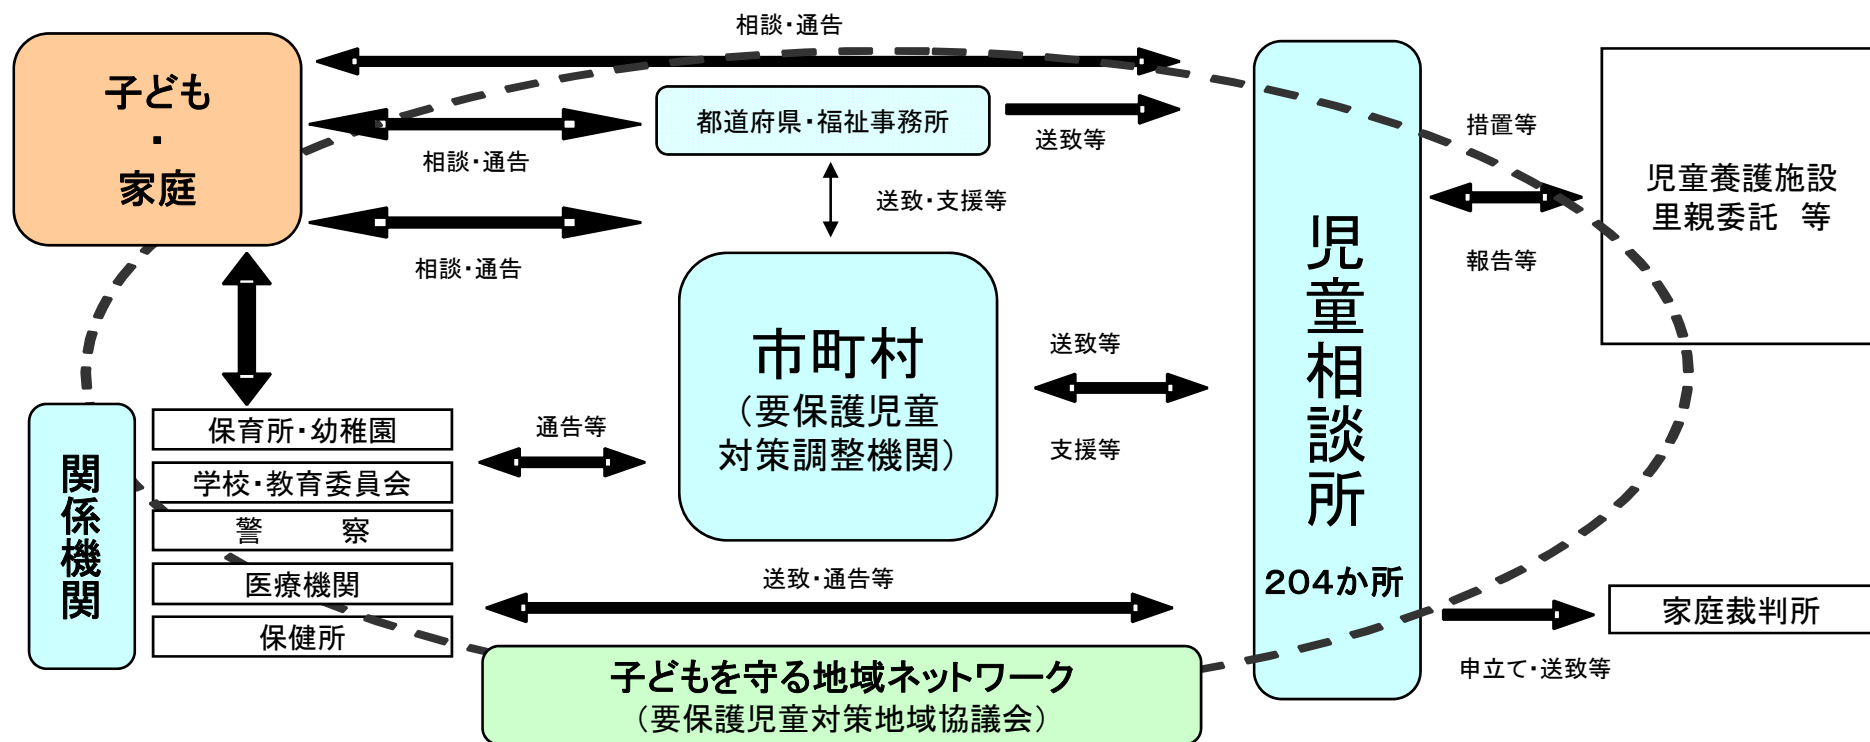 相談・通告
子ども
・
家庭
都道府県・福祉事務所
送致等
相談・通告
送致・支援等
相談・通告
措置等
児童養護施設
里親委託 等
報告等
児童相談所
204か所
市町村
（要保護児童
対策調整機関）
送致等
支援等
通告等
関係機関
保育所・幼稚園
学校・教育委員会
警 察
医療機関
保健所
送致・通告等
家庭裁判所
申立て・送致等
子どもを守る地域ネットワーク
（要保護児童対策地域協議会）